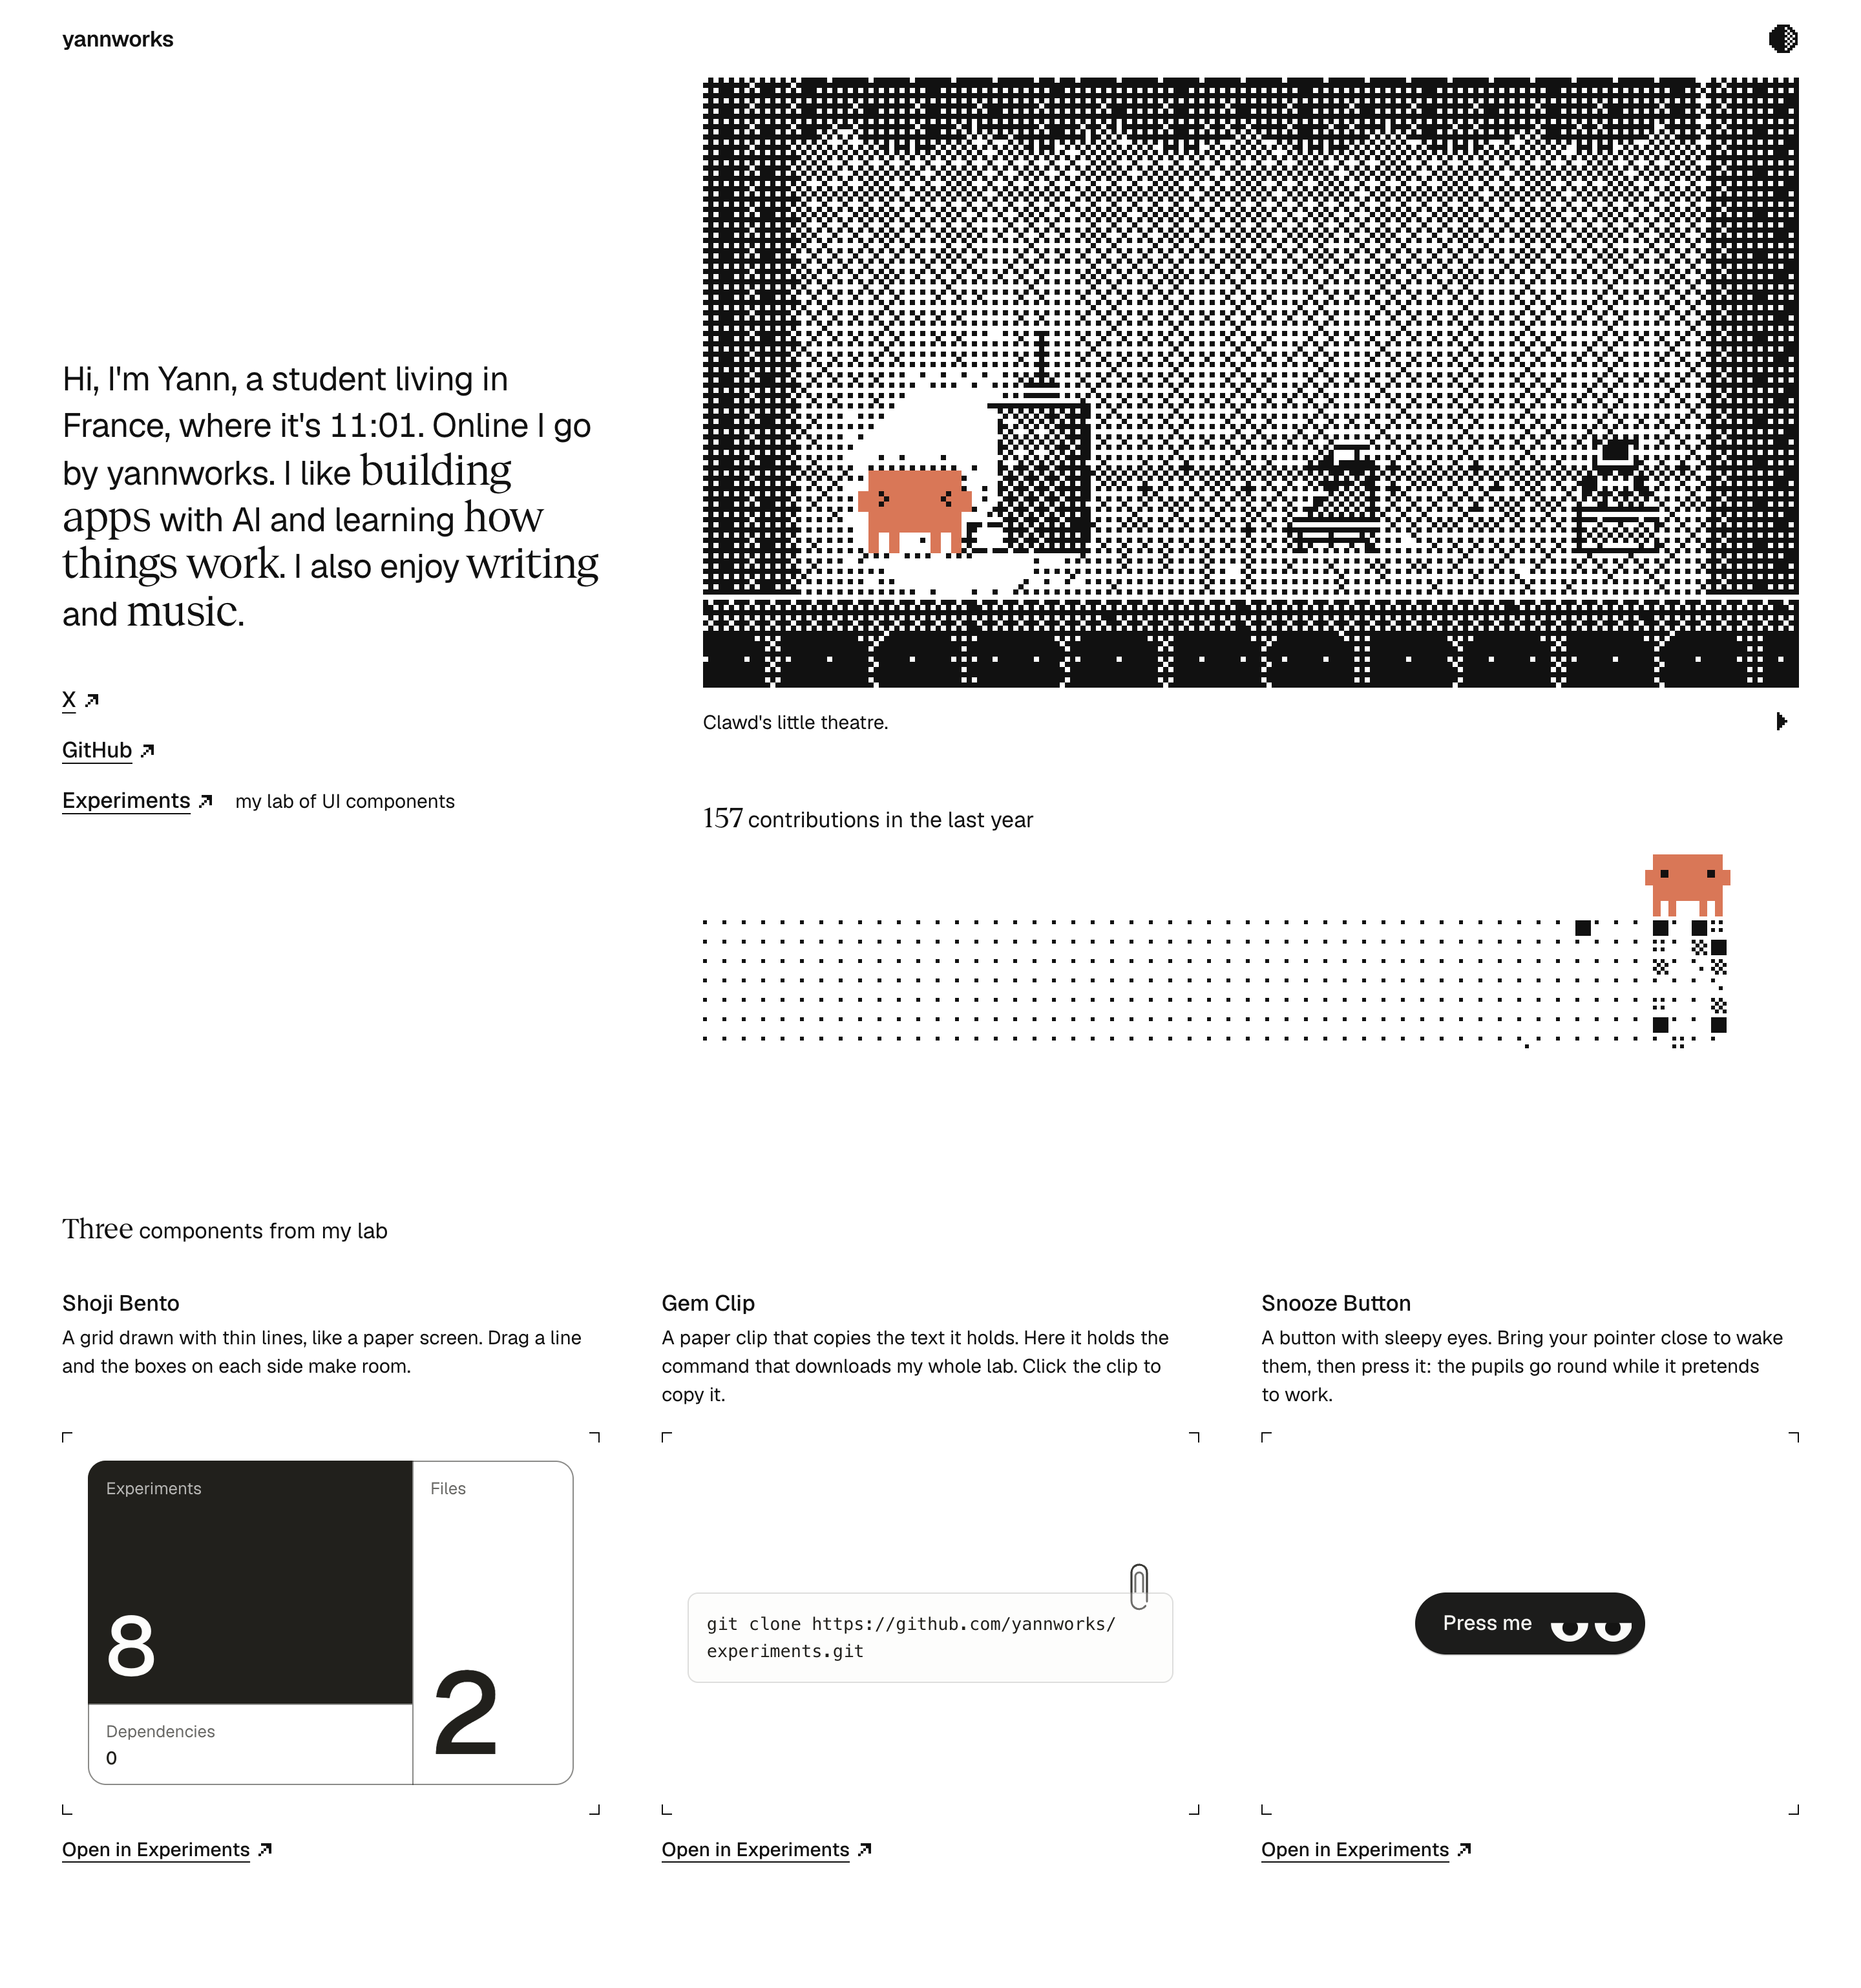 yannworks
Hi, I'm Yann, a student living in
France, where it's 11:01. Online I go
by yannworks. I like building
apps with AI and learning how
things work. I also enjoy writing
and music.
X
GitHub
Experiments my lab of UI components
Clawd's little theatre.
157 contributions in the last year
Three components from my lab
Shoji Bento
A grid drawn with thin lines, like a paper screen. Drag a line
and the boxes on each side make room.
Experiments
8
Files
2
Dependencies
0
Open in Experiments
Gem Clip
A paper clip that copies the text it holds. Here it holds the
command that downloads my whole lab. Click the clip to
copy it.
git clone https://github.com/yannworks/
experiments.git
Open in Experiments
Snooze Button
A button with sleepy eyes. Bring your pointer close to wake
them, then press it: the pupils go round while it pretends
to work.
Press me
Open in Experiments